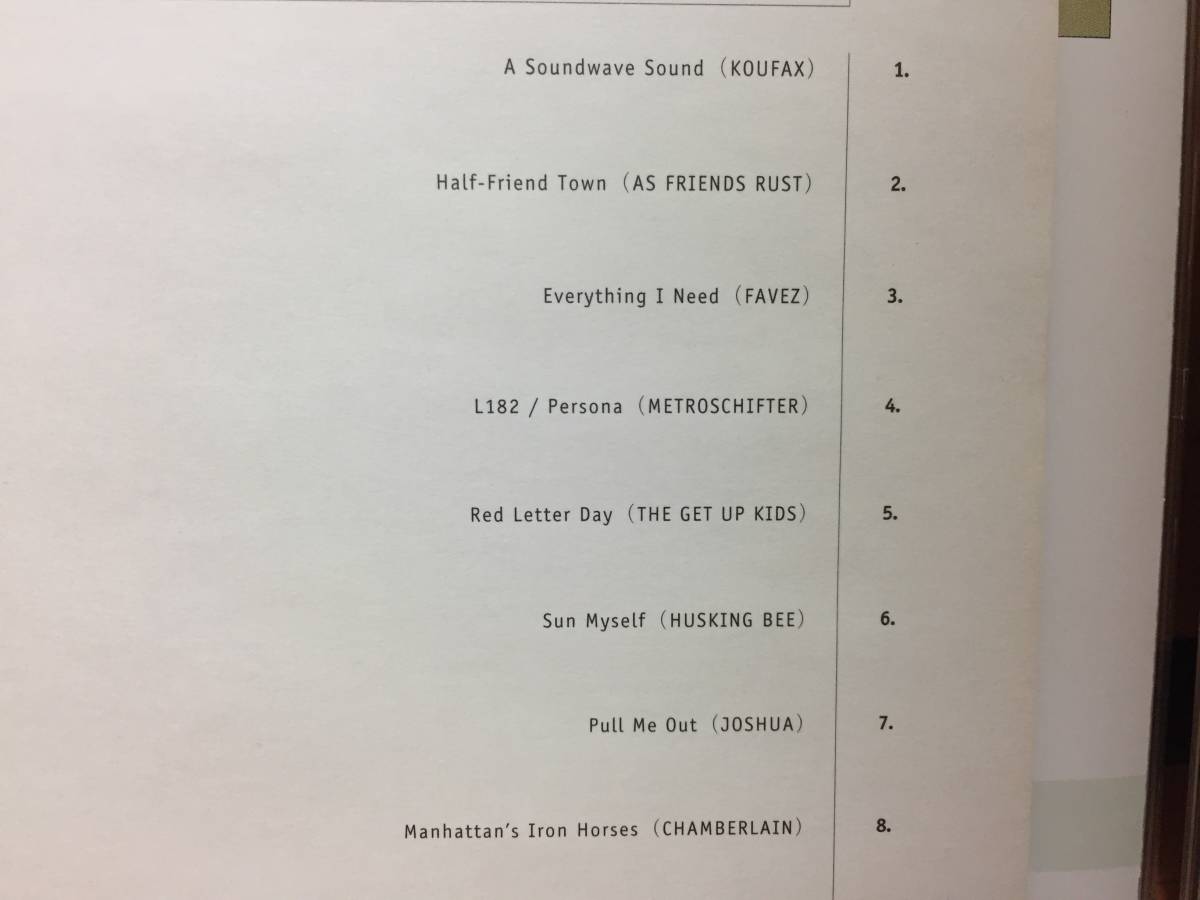 A Soundwave Sound (KOUFAX) 1.
Half-Friend Town (AS FRIENDS RUST) 2.
Everything I Need (FAVEZ) 3.
L182 / Persona (METROSCHIFTER) 4.
Red Letter Day (THE GET UP KIDS) 5.
Sun Myself (HUSKING BEE) 6.
Pull Me Out (JOSHUA) 7.
Manhattan's Iron Horses (CHAMBERLAIN) 8.